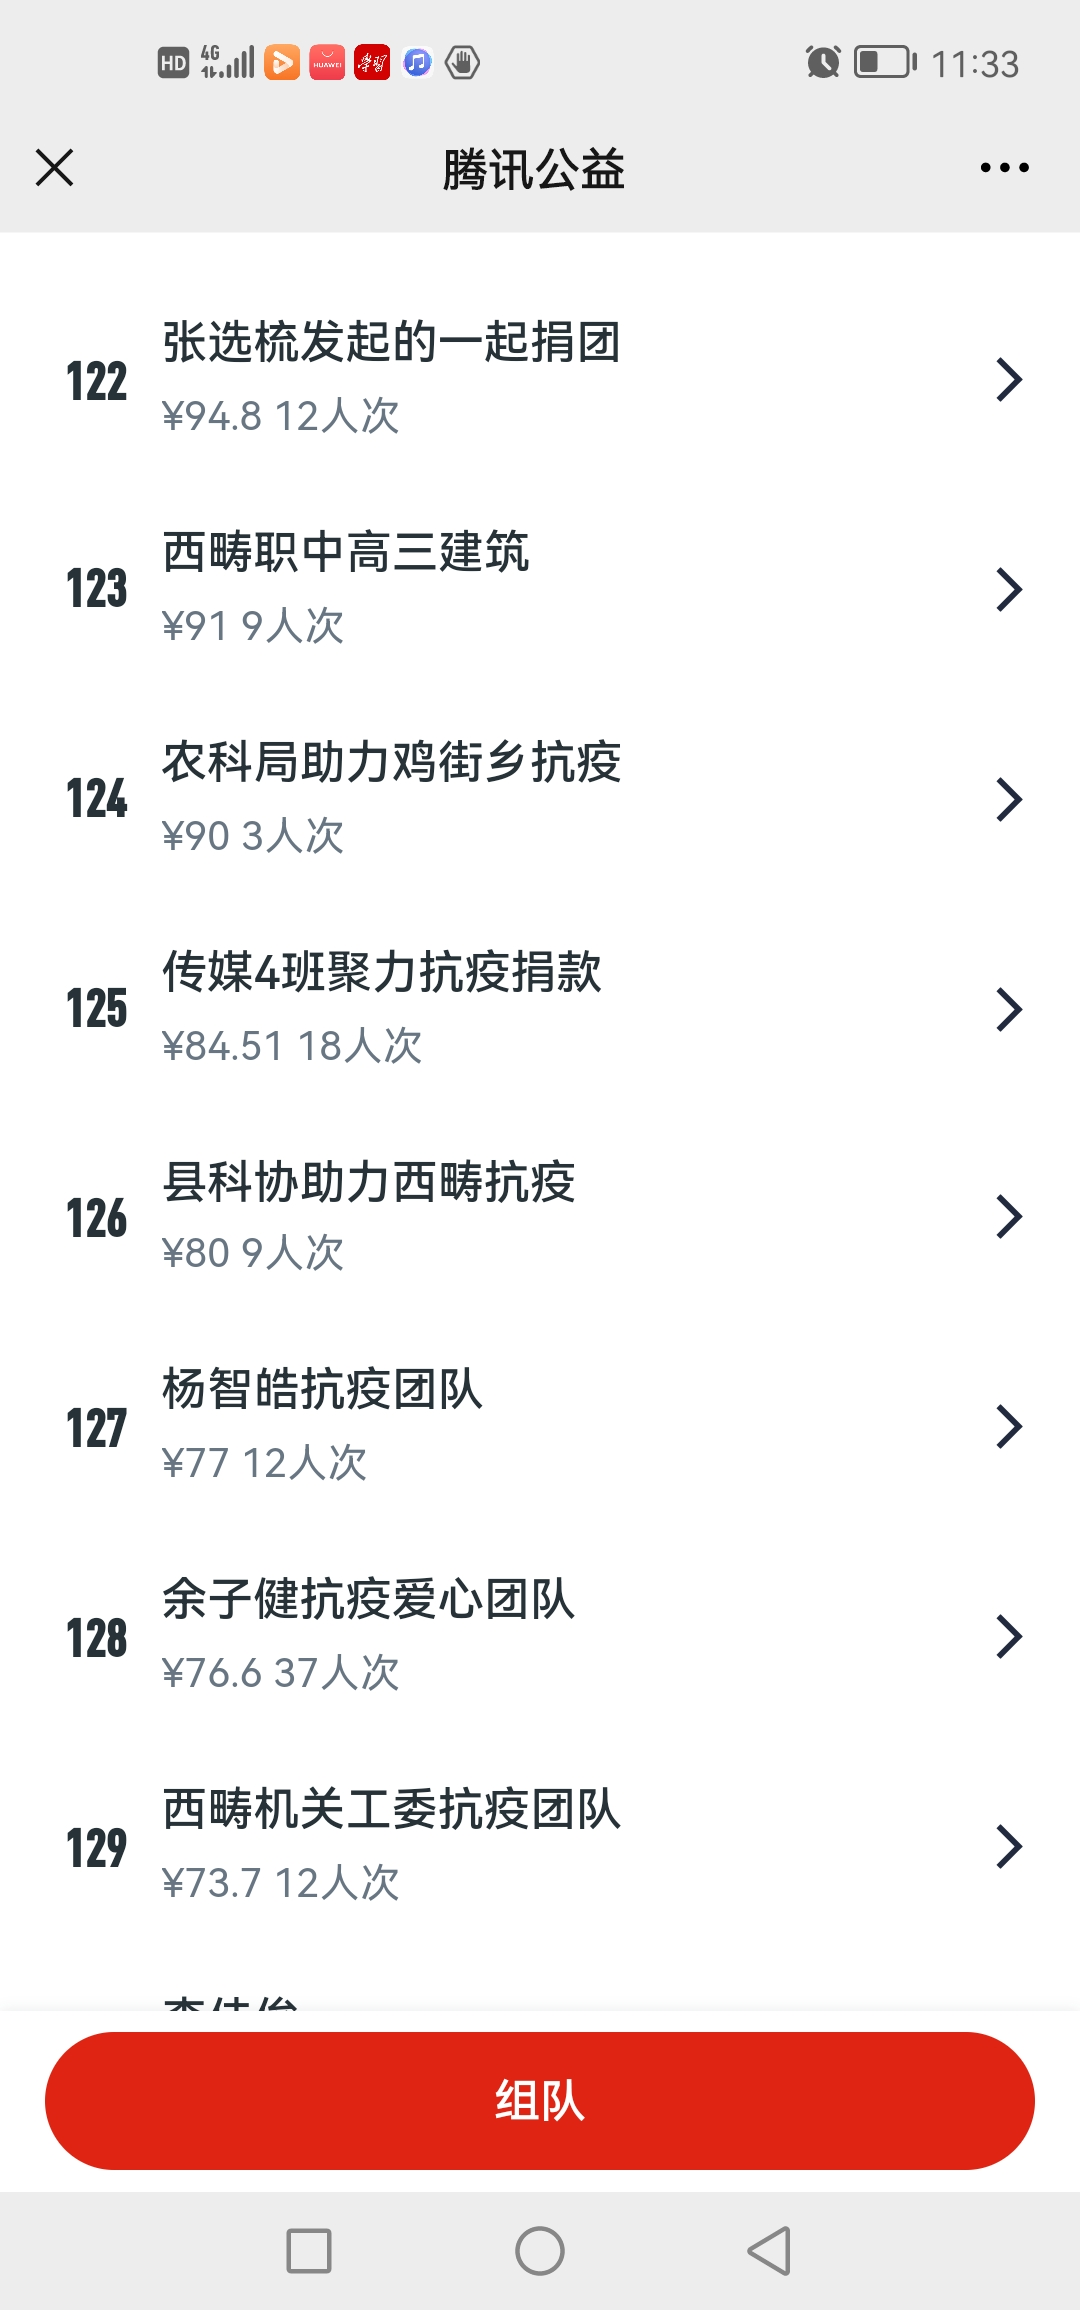 HD 4G HUAWEI 学习 11:33
腾讯公益
122
张选梳发起的一起捐团
¥94.8 12人次
123
西畴职中高三建筑
¥91 9人次
124
农科局助力鸡街乡抗疫
¥90 3人次
125
传媒4班聚力抗疫捐款
¥84.51 18人次
126
县科协助力西畴抗疫
¥80 9人次
127
杨智皓抗疫团队
¥77 12人次
128
余子健抗疫爱心团队
¥76.6 37人次
129
西畴机关工委抗疫团队
¥73.7 12人次
组队